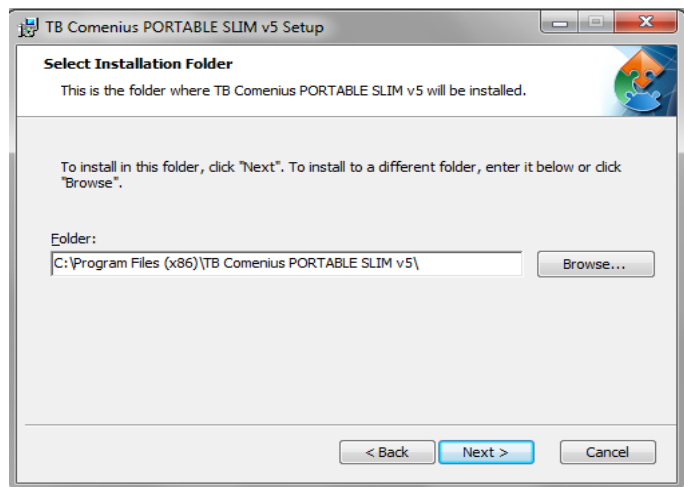 TB Comenius PORTABLE SLIM v5 Setup
Select Installation Folder
This is the folder where TB Comenius PORTABLE SLIM v5 will be installed.
To install in this folder, click "Next". To install to a different folder, enter it below or click
"Browse".
Folder:
C:\Program Files (x86)\TB Comenius PORTABLE SLIM v5\
Browse...
< Back
Next >
Cancel